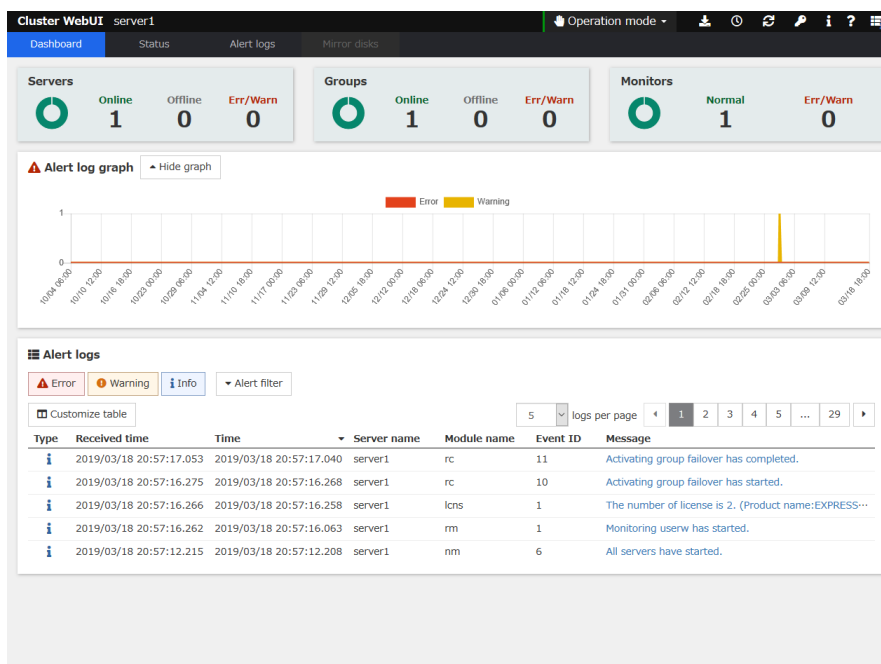 Cluster WebUI server1 Operation mode
Dashboard Status Alert logs Mirror disks
Servers Groups Monitors
Online Offline Err/Warn Online Offline Err/Warn Normal Err/Warn
1 0 0 1 0 0 1 0
Alert log graph Hide graph
Error Warning
1
0
10/04 06:00 10/10 12:00 10/16 18:00 10/23 00:00 10/29 06:00 11/04 12:00 11/10 18:00 11/17 00:00 11/23 06:00 11/29 12:00 12/05 18:00 12/12 00:00 12/18 06:00 12/24 12:00 12/30 18:00 01/06 00:00 01/12 06:00 01/18 12:00 01/24 18:00 01/31 00:00 02/06 06:00 02/12 12:00 02/18 18:00 02/25 00:00 03/03 06:00 03/09 12:00 03/18 18:00
Alert logs
Error Warning Info Alert filter
Customize table 5 logs per page 1 2 3 4 5 ... 29
Type Received time Time Server name Module name Event ID Message
2019/03/18 20:57:17.053 2019/03/18 20:57:17.040 server1 rc 11 Activating group failover has completed.
2019/03/18 20:57:16.275 2019/03/18 20:57:16.268 server1 rc 10 Activating group failover has started.
2019/03/18 20:57:16.266 2019/03/18 20:57:16.258 server1 lcns 1 The number of license is 2. (Product name:EXPRESS···
2019/03/18 20:57:16.262 2019/03/18 20:57:16.063 server1 rm 1 Monitoring userw has started.
2019/03/18 20:57:12.215 2019/03/18 20:57:12.208 server1 nm 6 All servers have started.